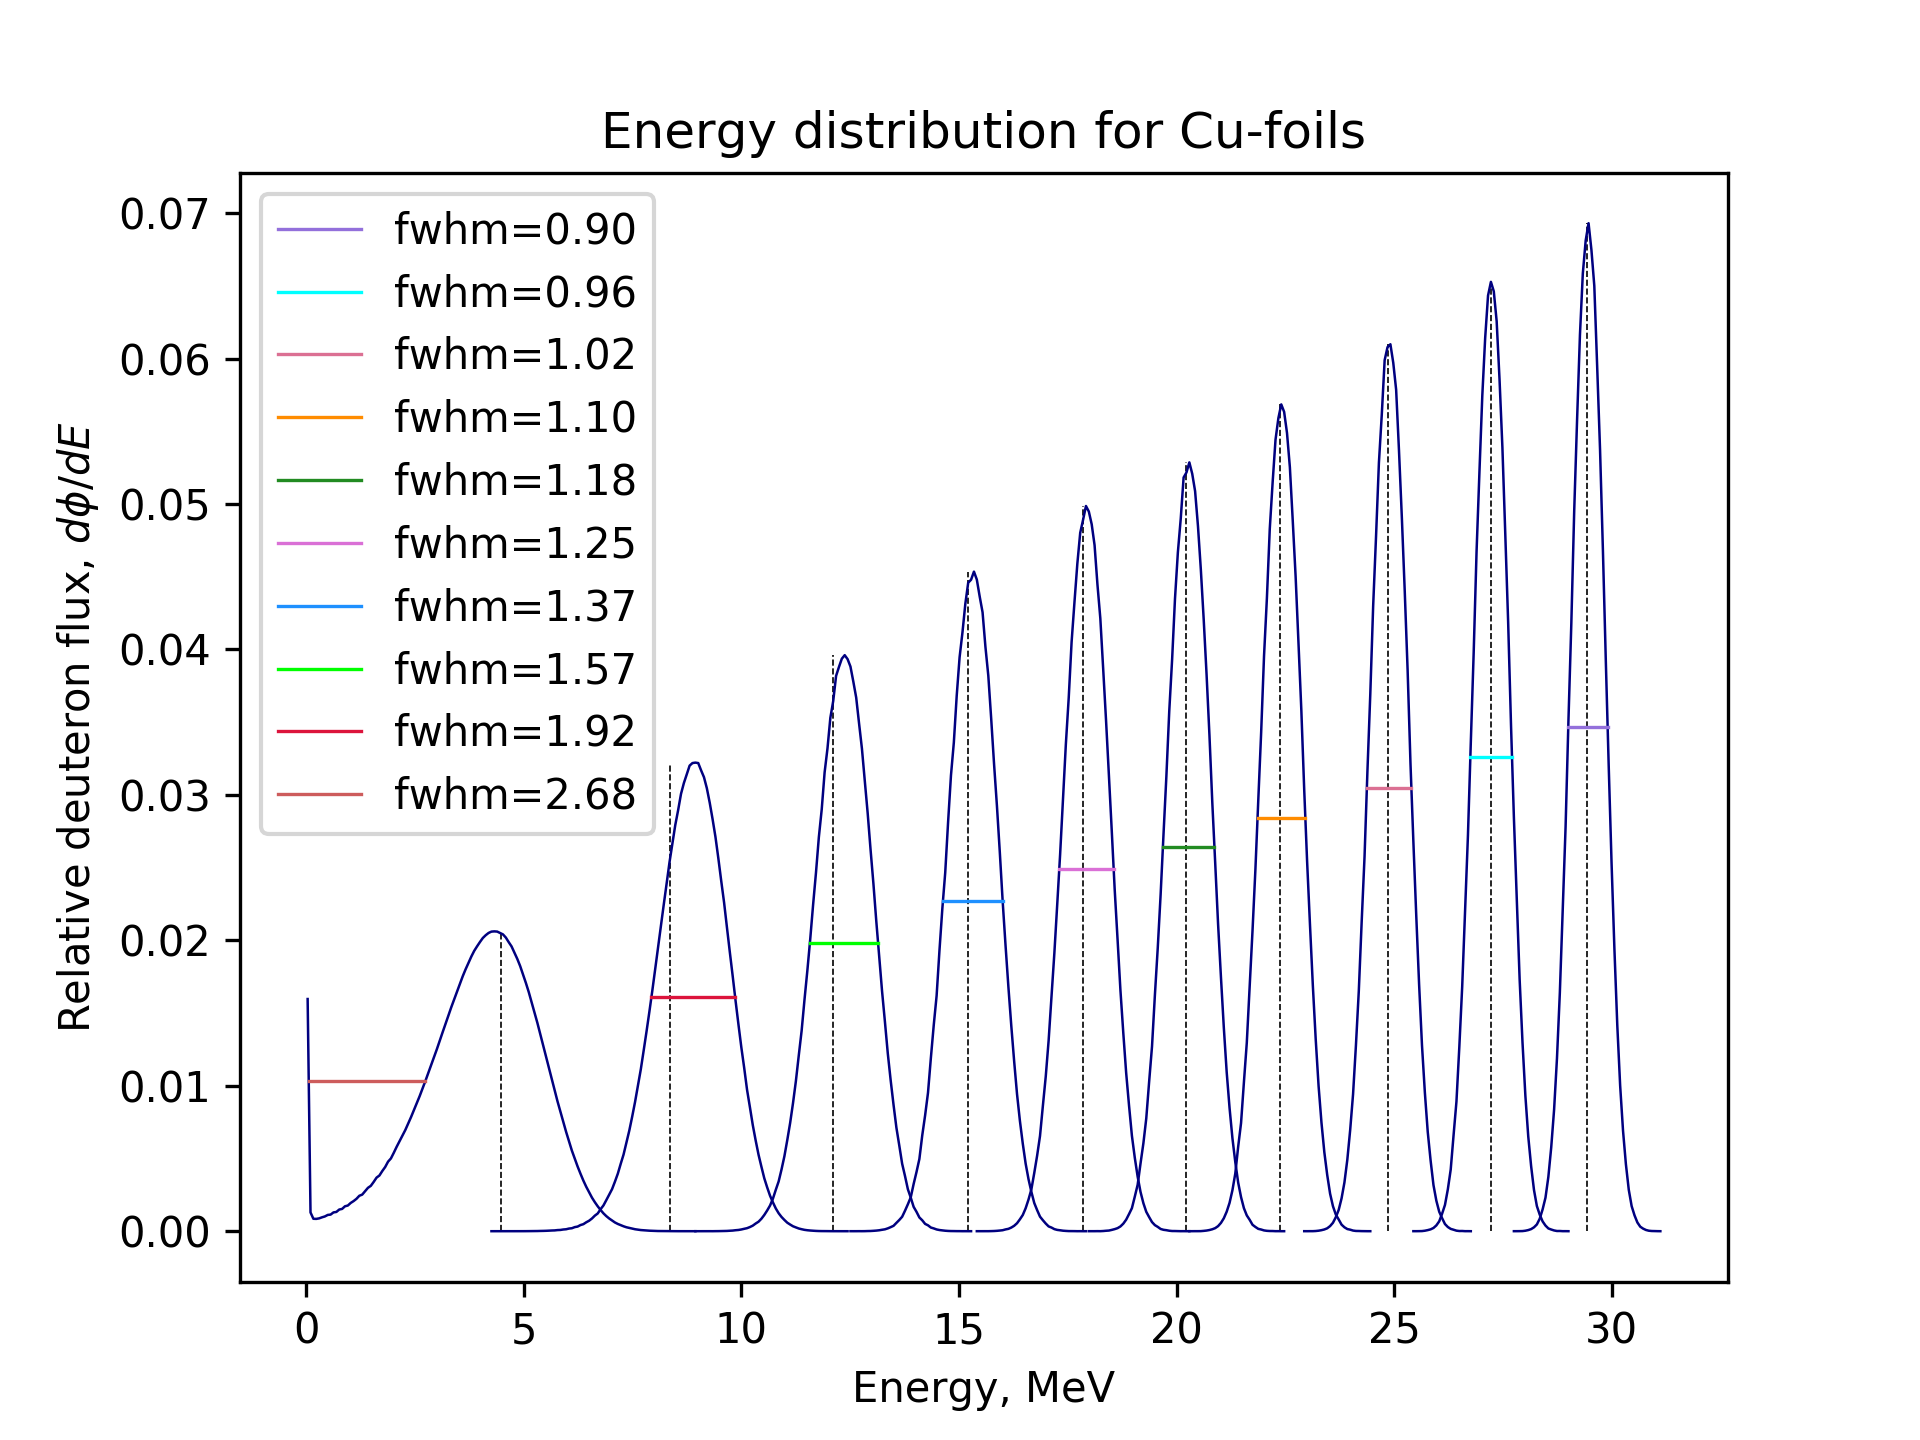 Energy distribution for Cu-foils
fwhm=0.90
fwhm=0.96
fwhm=1.02
fwhm=1.10
fwhm=1.18
fwhm=1.25
fwhm=1.37
fwhm=1.57
fwhm=1.92
fwhm=2.68
Relative deuteron flux, dϕ/dE
0.07
0.06
0.05
0.04
0.03
0.02
0.01
0.00
0 5 10 15 20 25 30
Energy, MeV